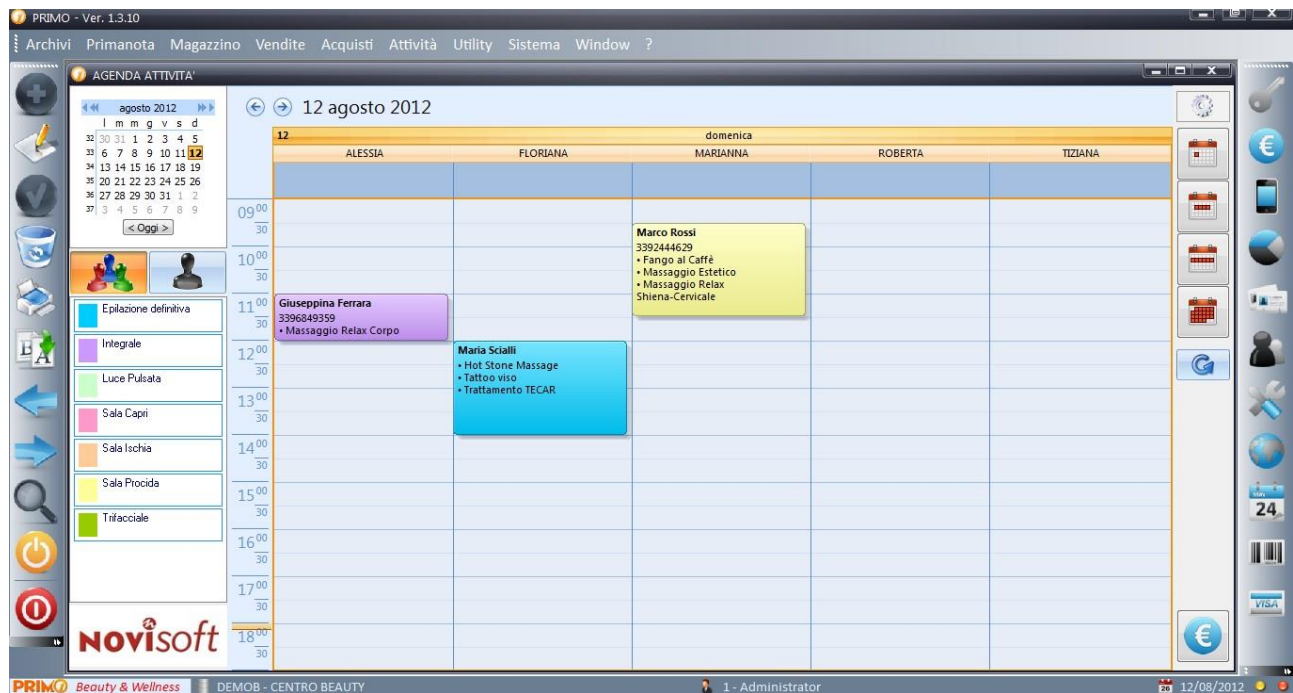 PRIMO - Ver. 1.3.10
Archivi Primanota Magazzino Vendite Acquisti Attività Utility Sistema Window ?
AGENDA ATTIVITA'
agosto 2012
l m m g v s d
32 30 31 1 2 3 4 5
33 6 7 8 9 10 11 12
34 13 14 15 16 17 18 19
35 20 21 22 23 24 25 26
36 27 28 29 30 31 1 2
37 3 4 5 6 7 8 9
< Oggi >
Epilazione definitiva
Integrale
Luce Pulsata
Sala Capri
Sala Ischia
Sala Procida
Trifacciale
NOVisoft
12 agosto 2012
12 domenica
ALESSIA FLORIANA MARIANNA ROBERTA TIZIANA
09 00
30
10 00
30
11 00
30
12 00
30
13 00
30
14 00
30
15 00
30
16 00
30
17 00
30
18 00
30
Marco Rossi
3392444629
• Fango al Caffè
• Massaggio Estetico
• Massaggio Relax
Shiena-Cervicale
Giuseppina Ferrara
3396849359
• Massaggio Relax Corpo
Maria Scialli
• Hot Stone Massage
• Tattoo viso
• Trattamento TECAR
B A
€
€
24
VISA
PRIMO Beauty & Wellness DEMOB - CENTRO BEAUTY 1 - Administrator 26 12/08/2012